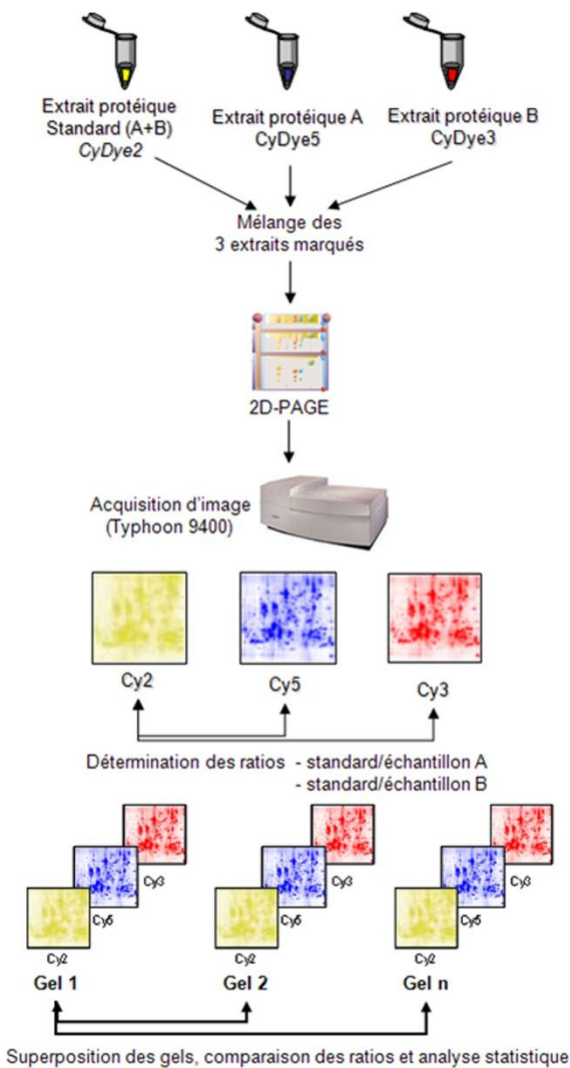 Extrait protéique
Standard (A+B)
CyDye2
Extrait protéique A
CyDye5
Extrait protéique B
CyDye3
Mélange des
3 extraits marqués
2D-PAGE
Acquisition d'image
(Typhoon 9400)
Cy2
Cy5
Cy3
Détermination des ratios - standard/échantillon A
- standard/échantillon B
Cy3
Cy5
Cy2
Gel 1
Cy3
Cy5
Cy2
Gel 2
Cy3
Cy5
Cy2
Gel n
Superposition des gels, comparaison des ratios et analyse statistique